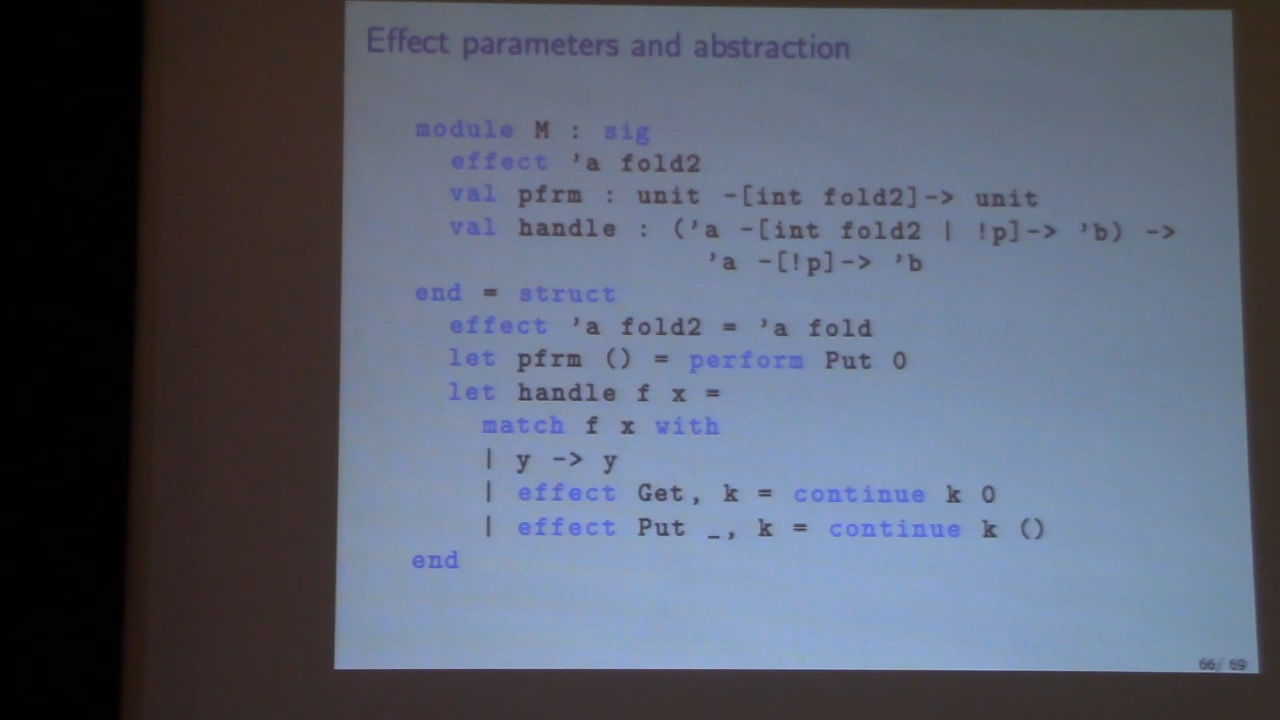 Effect parameters and abstraction
module M : sig
effect 'a fold2
val pfrm : unit -[int fold2]-> unit
val handle : ('a -[int fold2 | !p]-> 'b) ->
'a -[!p]-> 'b
end = struct
effect 'a fold2 = 'a fold
let pfrm () = perform Put 0
let handle f x =
match f x with
| y -> y
| effect Get, k = continue k 0
| effect Put _, k = continue k ()
end
66/ 69